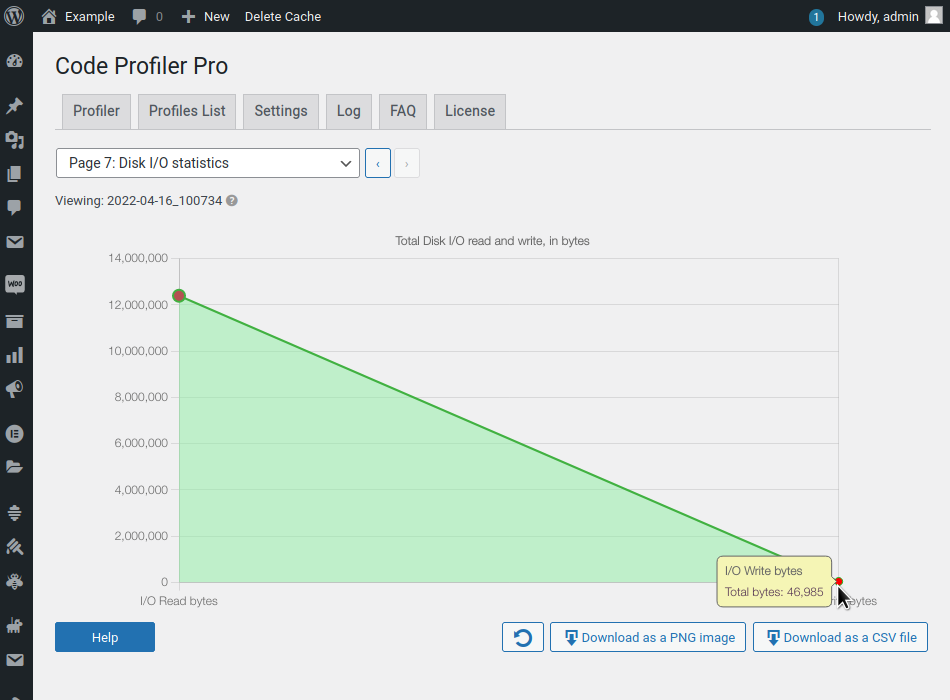 Example 0 New Delete Cache 1 Howdy, admin
Code Profiler Pro
Profiler Profiles List Settings Log FAQ License
Page 7: Disk I/O statistics ‹ ›
Viewing: 2022-04-16_100734 ?
Total Disk I/O read and write, in bytes
14,000,000
12,000,000
10,000,000
8,000,000
6,000,000
4,000,000
2,000,000
0
I/O Write bytes
Total bytes: 46,985
I/O Read bytes bytes
Help Download as a PNG image Download as a CSV file
WOO